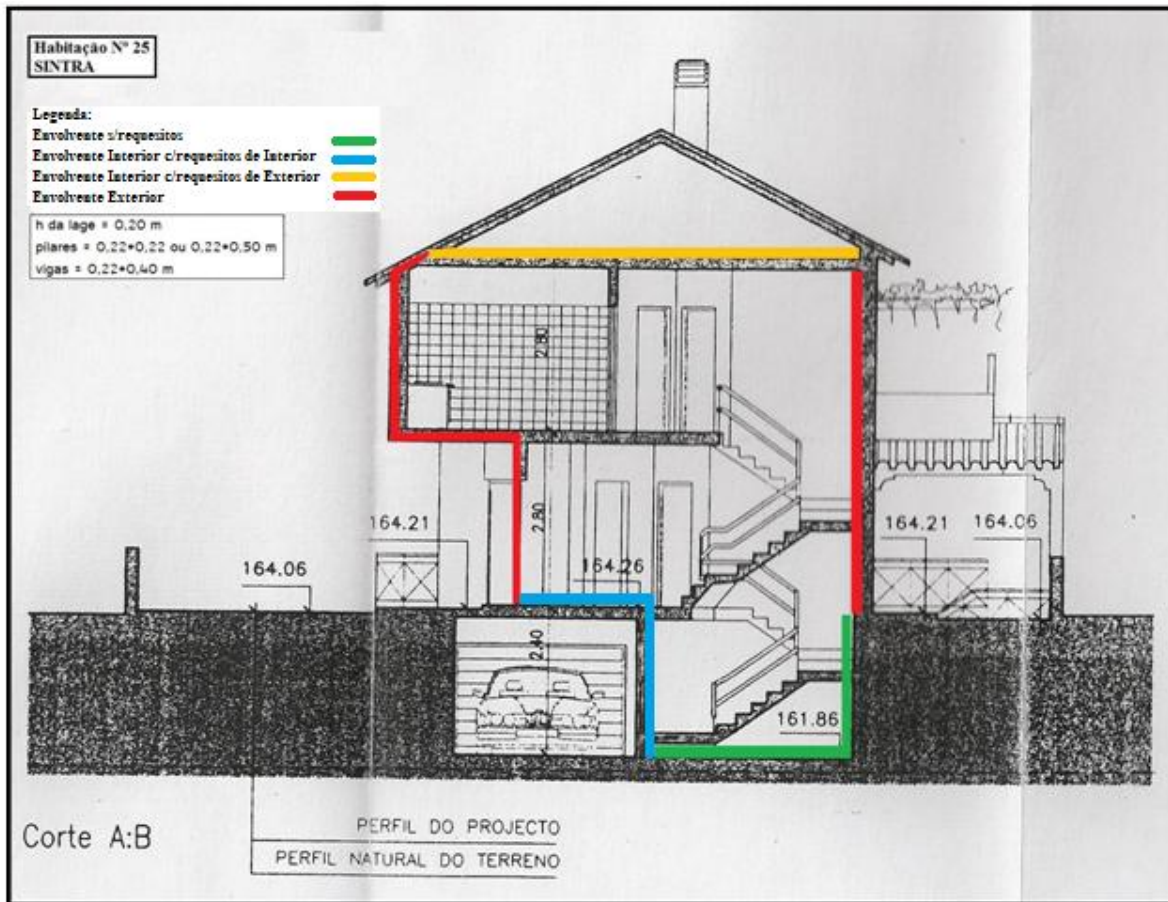 Habitação Nº 25
SINTRA
Legenda:
Envolvente s/requesitos
Envolvente Interior c/requesitos de Interior
Envolvente Interior c/requesitos de Exterior
Envolvente Exterior
h da lage = 0,20 m
pilares = 0,22*0,22 ou 0,22*0,50 m
vigas = 0,22*0,40 m
2.80
2.80
164.21
164.26
164.21
164.06
164.06
2.40
161.86
Corte A:B
PERFIL DO PROJECTO
PERFIL NATURAL DO TERRENO